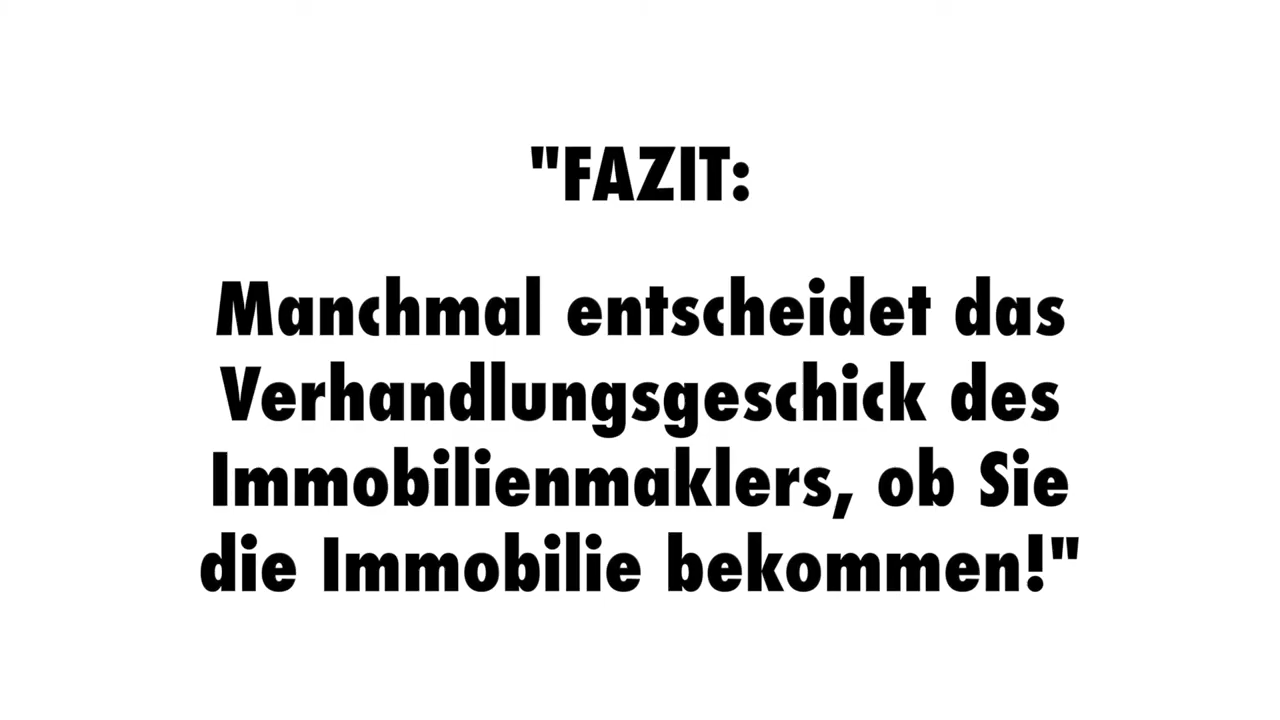 "FAZIT:
Manchmal entscheidet das
Verhandlungsgeschick des
Immobilienmaklers, ob Sie
die Immobilie bekommen!"